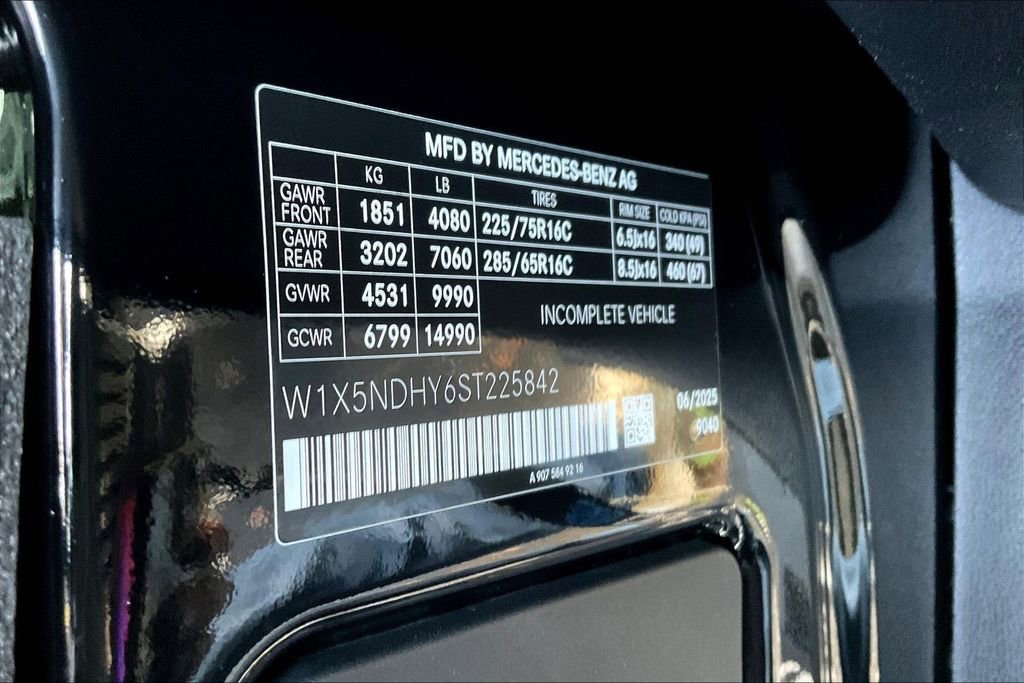 MFD BY MERCEDES-BENZ AG
KG LB TIRES RIM SIZE COLD KPA (PSI)
GAWR FRONT 1851 4080 225/75R16C 6.5Jx16 340 (49)
GAWR REAR 3202 7060 285/65R16C 8.5Jx16 460 (67)
GVWR 4531 9990
INCOMPLETE VEHICLE
GCWR 6799 14990
W1X5NDHY6ST225842
06/2025
9040
A 907 584 92 16